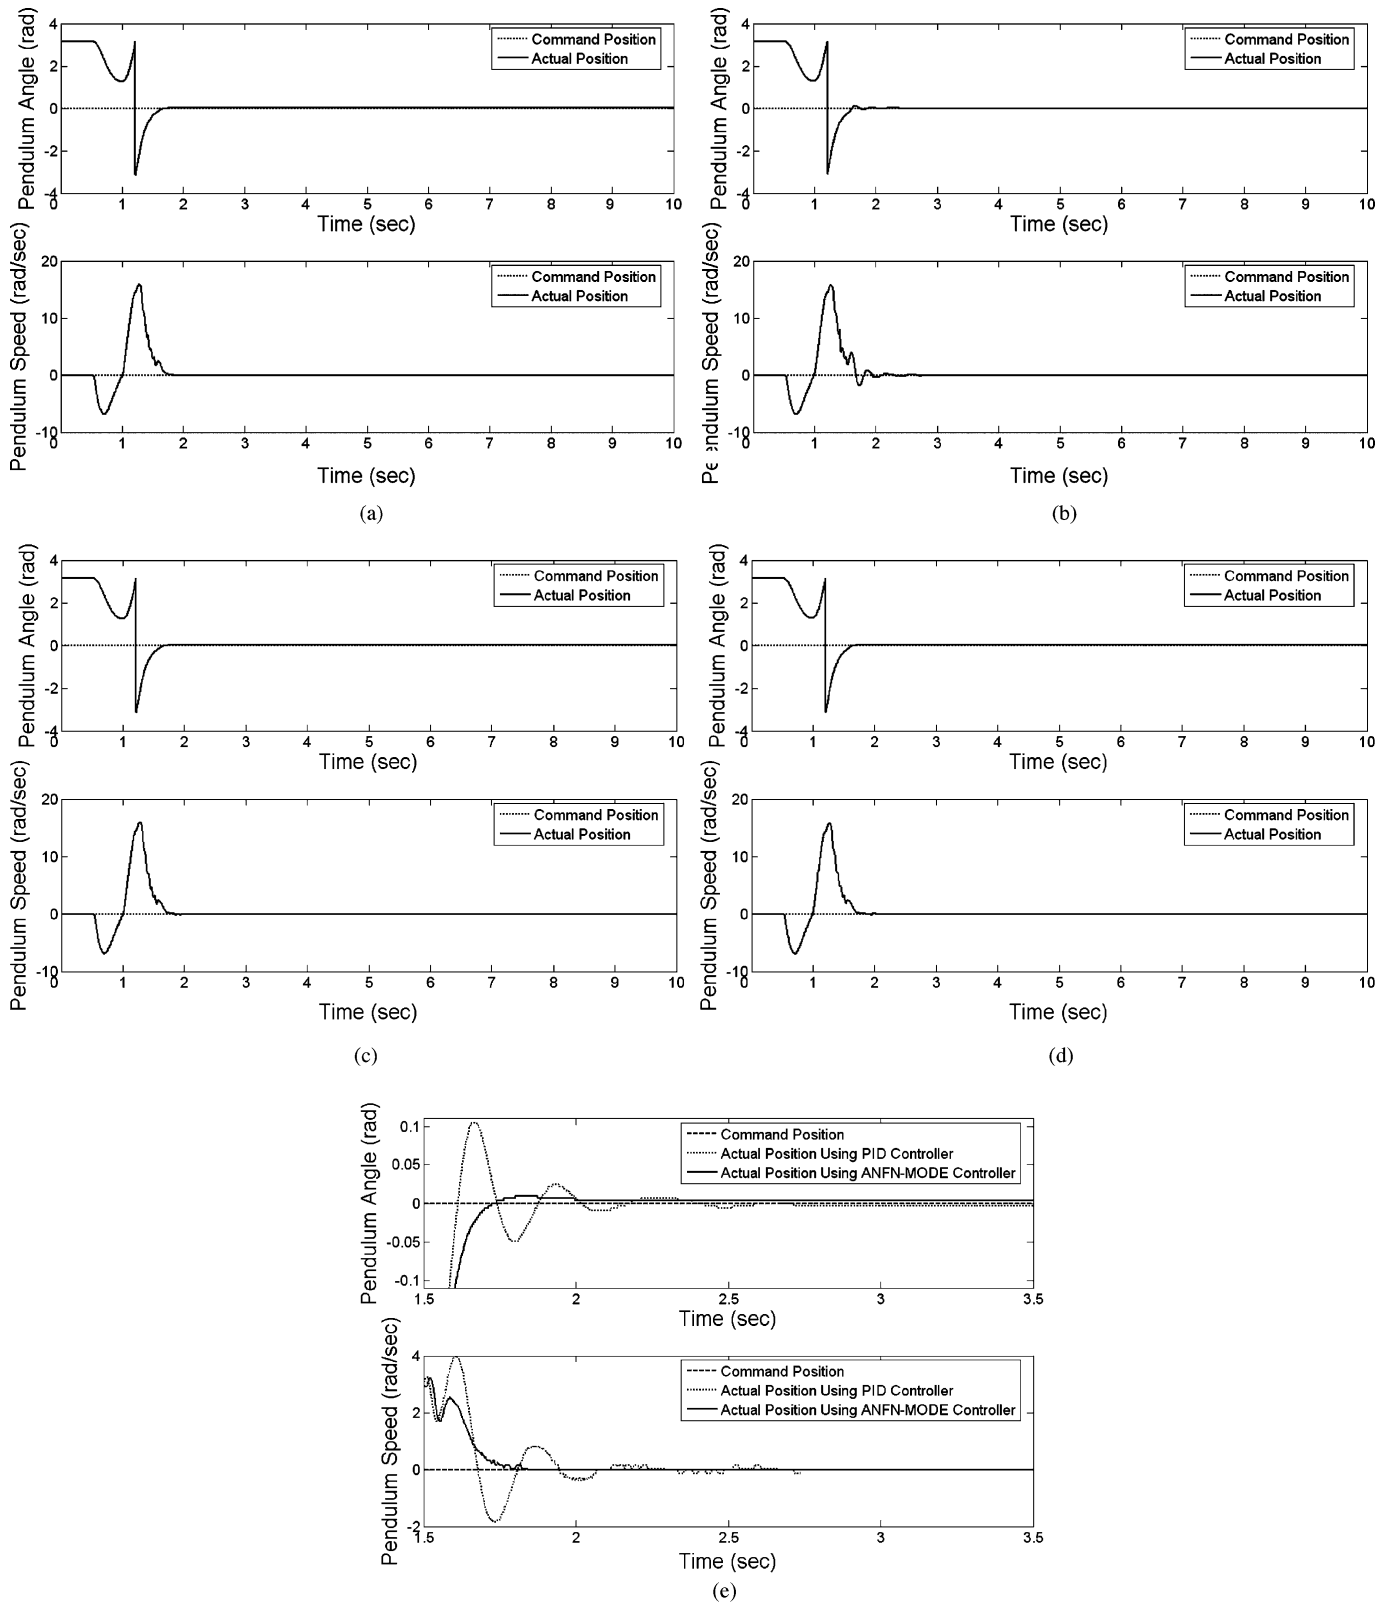 Pendulum Angle (rad)
4
2
0
-2
-4
Command Position
Actual Position
0 1 2 3 4 5 6 7 8 9 10
Time (sec)
Pendulum Speed (rad/sec)
20
10
0
-10
Command Position
Actual Position
0 1 2 3 4 5 6 7 8 9 10
Time (sec)
(a)
Pendulum Angle (rad)
4
2
0
-2
-4
Command Position
Actual Position
0 1 2 3 4 5 6 7 8 9 10
Time (sec)
Pendulum Speed (rad/sec)
20
10
0
-10
Command Position
Actual Position
0 1 2 3 4 5 6 7 8 9 10
Time (sec)
(b)
Pendulum Angle (rad)
4
2
0
-2
-4
Command Position
Actual Position
0 1 2 3 4 5 6 7 8 9 10
Time (sec)
Pendulum Speed (rad/sec)
20
10
0
-10
Command Position
Actual Position
0 1 2 3 4 5 6 7 8 9 10
Time (sec)
(c)
Pendulum Angle (rad)
4
2
0
-2
-4
Command Position
Actual Position
0 1 2 3 4 5 6 7 8 9 10
Time (sec)
Pendulum Speed (rad/sec)
20
10
0
-10
Command Position
Actual Position
0 1 2 3 4 5 6 7 8 9 10
Time (sec)
(d)
Pendulum Angle (rad)
0.1
0.05
0
-0.05
-0.1
Command Position
Actual Position Using PID Controller
Actual Position Using ANFN-MODE Controller
1.5 2 2.5 3 3.5
Time (sec)
Pendulum Speed (rad/sec)
4
2
0
-2
Command Position
Actual Position Using PID Controller
Actual Position Using ANFN-MODE Controller
1.5 2 2.5 3 3.5
Time (sec)
(e)